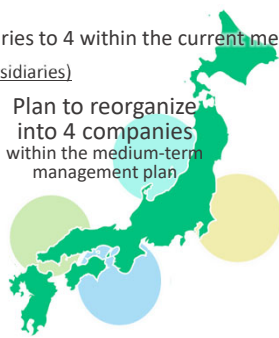 ries to 4 within the current me
sidiaries)
Plan to reorganize
into 4 companies
within the medium-term
management plan